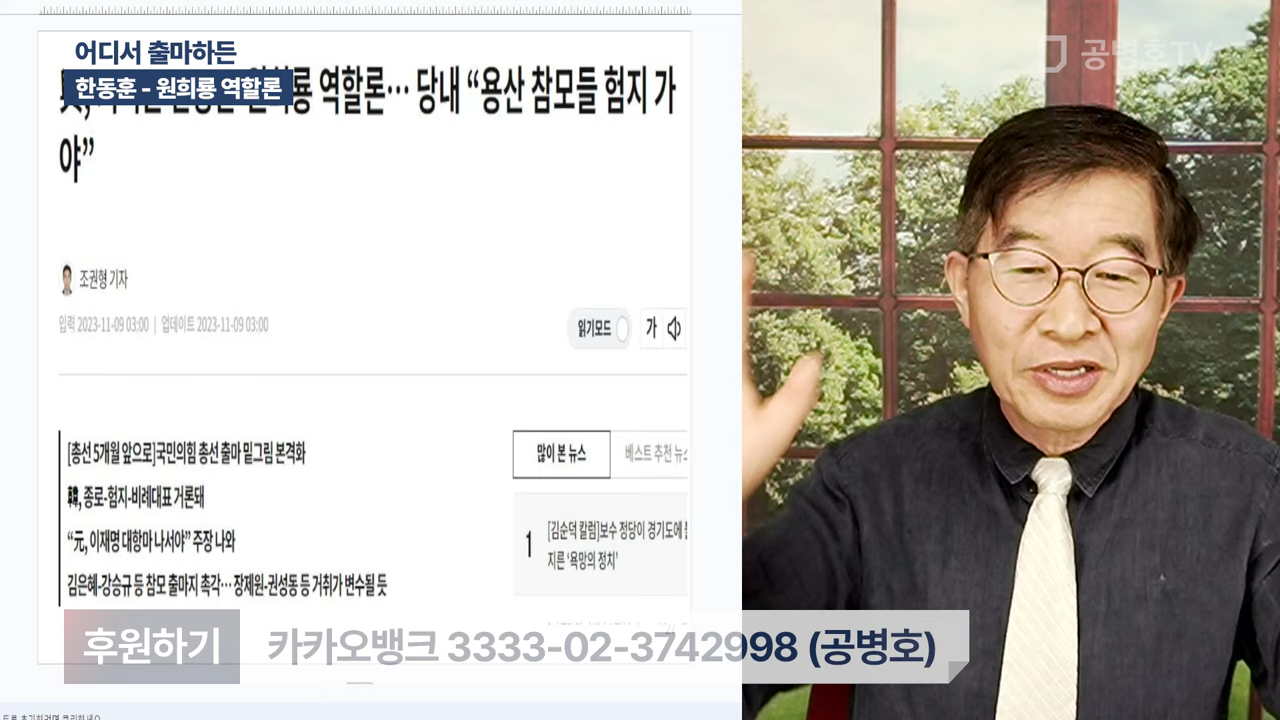 어디서 출마하든
한동훈 - 원희룡 역할론
룡 역할론… 당내 “용산 참모들 험지 가
야”
조권형 기자
입력 2023-11-09 03:00 | 업데이트 2023-11-09 03:00
읽기모드 가
[총선 5개월 앞으로]국민의힘 총선 출마 밑그림 본격화
韓, 종로-험지-비례대표 거론돼
“元, 이재명 대항마 나서야” 주장 나와
김은혜-강승규 등 참모 출마지 촉각… 장제원-권성동 등 거취가 변수될 듯
많이 본 뉴스 베스트 추천 뉴스
1 [김순덕 칼럼]보수 정당이 경기도에
지른 ‘욕망의 정치’
공병호TV
후원하기 카카오뱅크 3333-02-3742998 (공병호)